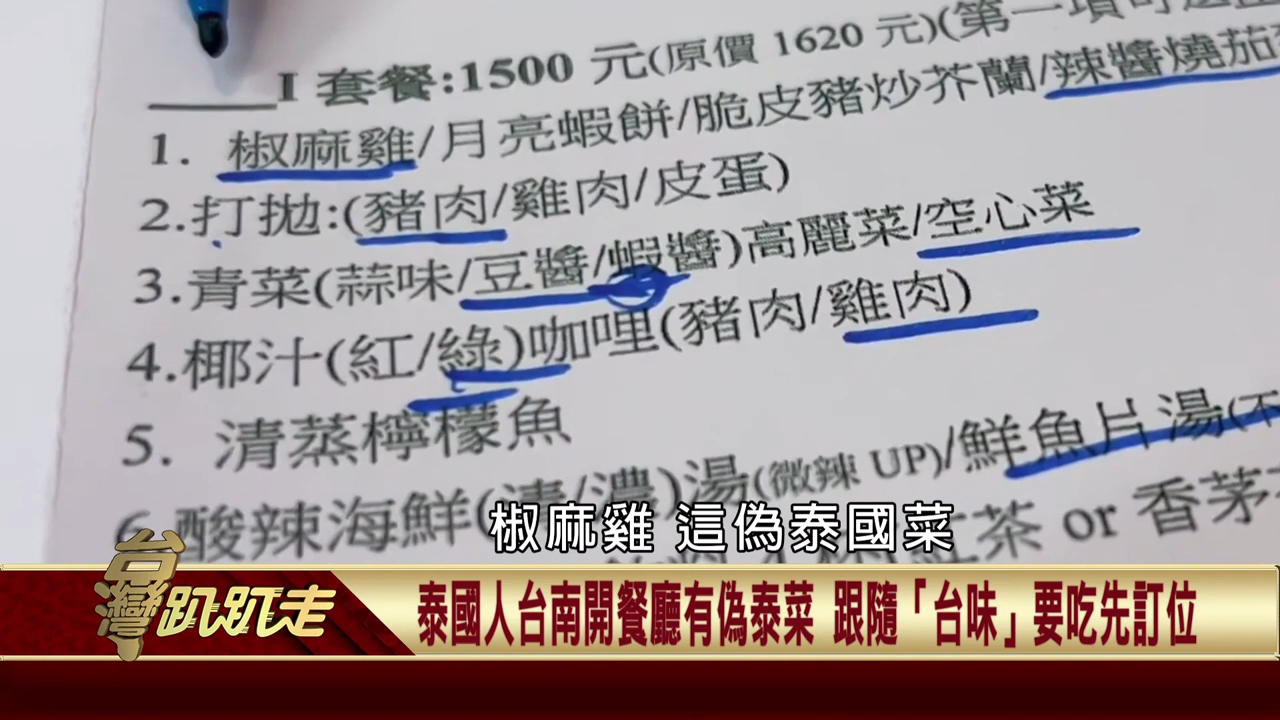 I 套餐:1500 元(原價 1620 元)(第一項可
1. 椒麻雞/月亮蝦餅/脆皮豬炒芥蘭/辣醬燒茄
2.打拋:(豬肉/雞肉/皮蛋)
3.青菜(蒜味/豆醬/蝦醬)高麗菜/空心菜
4.椰汁(紅/綠)咖哩(豬肉/雞肉)
5. 清蒸檸檬魚
6.酸辣海鮮(清/濃)湯(微辣 UP)/鮮魚片湯(不
紅茶 or 香茅
椒麻雞 這偽泰國菜
台灣趴趴走
泰國人台南開餐廳有偽泰菜 跟隨「台味」要吃先訂位